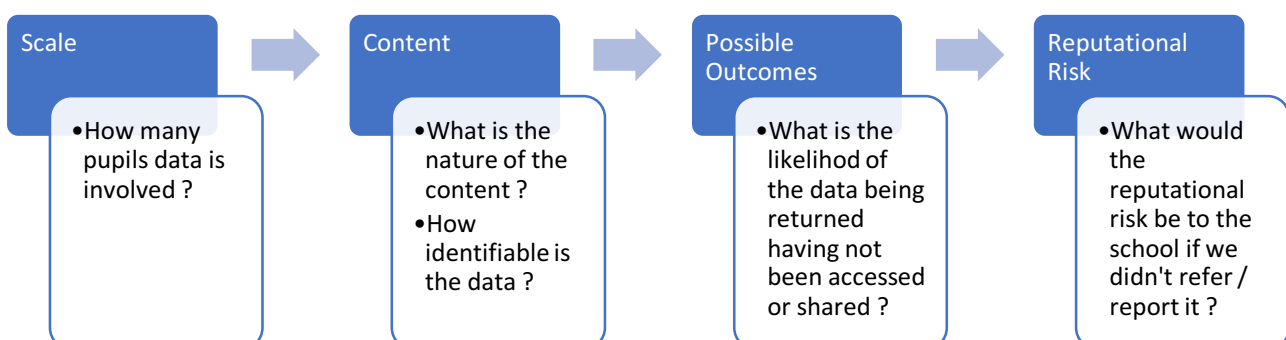 Scale
•How many
pupils data is
involved ?
Content
•What is the
nature of the
content ?
•How
identifiable is
the data ?
Possible
Outcomes
•What is the
likelihod of
the data being
returned
having not
been accessed
or shared ?
Reputational
Risk
•What would
the
reputational
risk be to the
school if we
didn't refer /
report it ?